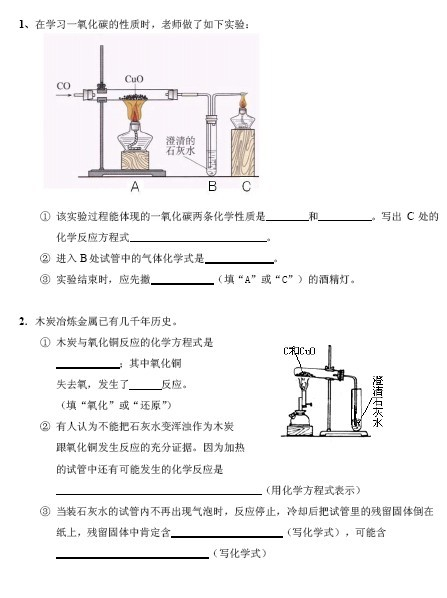 1、在学习一氧化碳的性质时，老师做了如下实验：
CO
CuO
澄清的
石灰水
A B C
① 该实验过程能体现的一氧化碳两条化学性质是________和__________。写出 C 处的
化学反应方式__________________________。
② 进入 B 处试管中的气体化学式是_____________。
③ 实验结束时，应先撤____________（填“A”或“C”）的酒精灯。
2．木炭冶炼金属已有几千年历史。
① 木炭与氧化铜反应的化学方程式是
____________；其中氧化铜
失去氧，发生了______反应。
（填“氧化”或“还原”）
② 有人认为不能把石灰水变浑浊作为木炭
跟氧化铜发生反应的充分证据。因为加热
的试管中还有可能发生的化学反应是
_______________________________________（用化学方程式表示）
③ 当装石灰水的试管内不再出现气泡时，反应停止，冷却后把试管里的残留固体倒在
纸上，残留固体中肯定含_____________________（写化学式），可能含
_____________________________（写化学式）
C和CuO
澄清石灰水